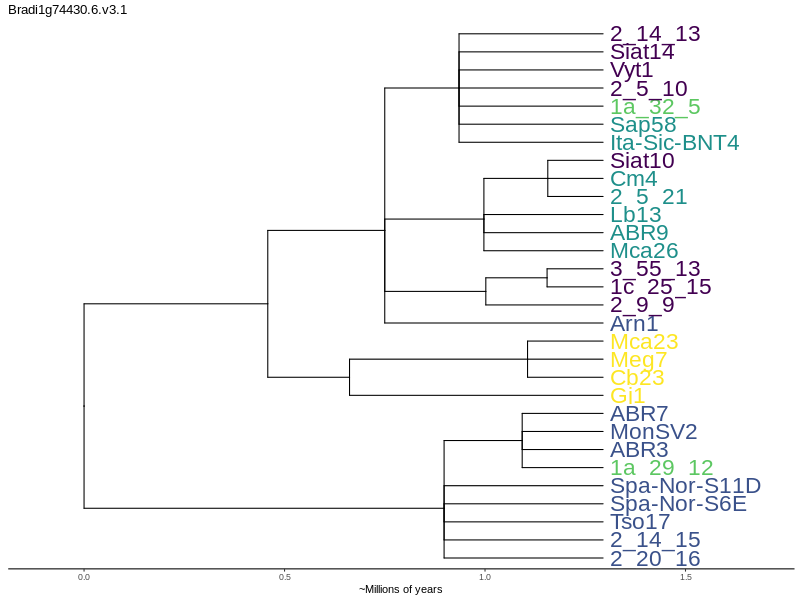 Bradi1g74430.6.v3.1
2_14_13
Siat14
Vyt1
2_5_10
1a_32_5
Sap58
Ita-Sic-BNT4
Siat10
Cm4
2_5_21
Lb13
ABR9
Mca26
3_55_13
1c_25_15
2_9_9
Arn1
Mca23
Meg7
Cb23
Gi1
ABR7
MonSV2
ABR3
1a_29_12
Spa-Nor-S11D
Spa-Nor-S6E
Tso17
2_14_15
2_20_16
0.0 0.5 1.0 1.5
~Millions of years